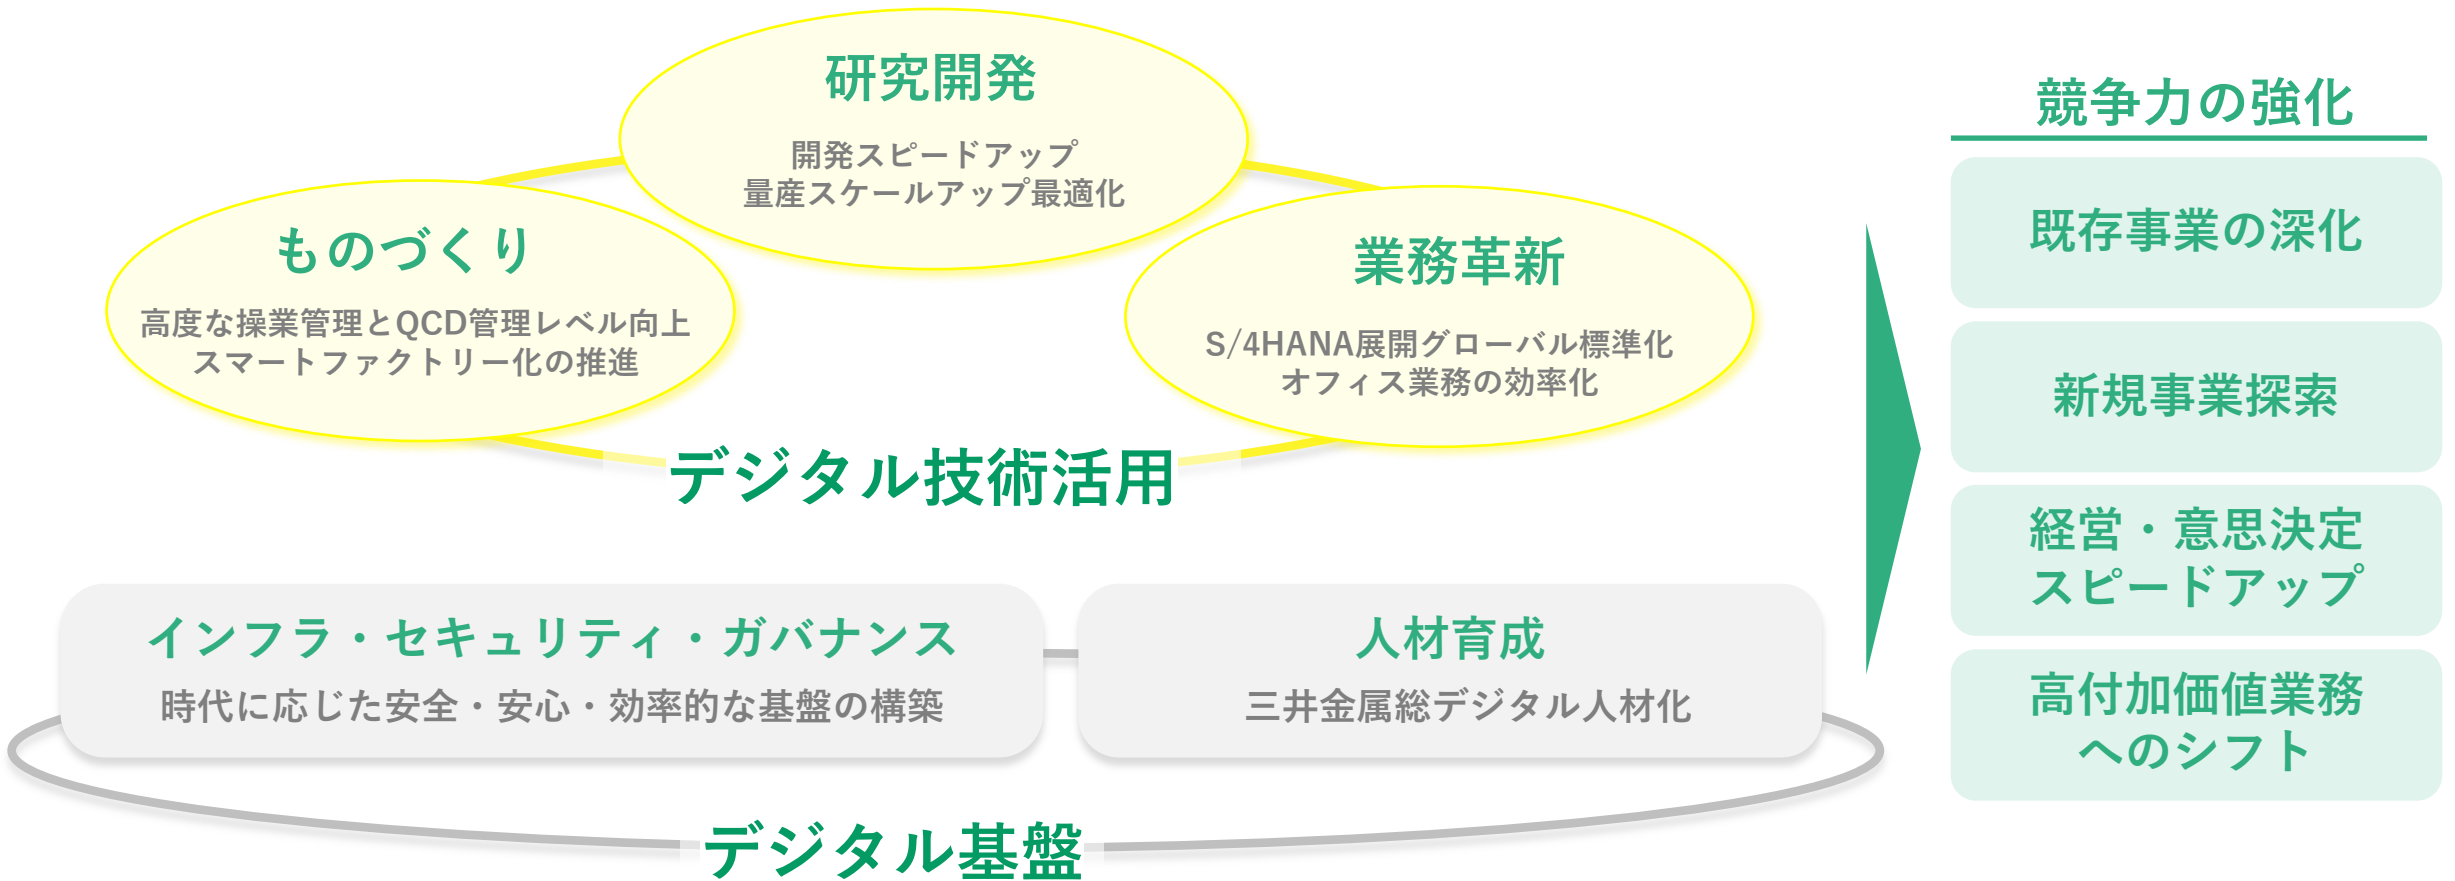 研究開発
開発スピードアップ
量産スケールアップ最適化
ものづくり
高度な操業管理とQCD管理レベル向上
スマートファクトリー化の推進
業務革新
S/4HANA展開グローバル標準化
オフィス業務の効率化
デジタル技術活用
インフラ・セキュリティ・ガバナンス
時代に応じた安全・安心・効率的な基盤の構築
人材育成
三井金属総デジタル人材化
デジタル基盤
競争力の強化
既存事業の深化
新規事業探索
経営・意思決定
スピードアップ
高付加価値業務
へのシフト